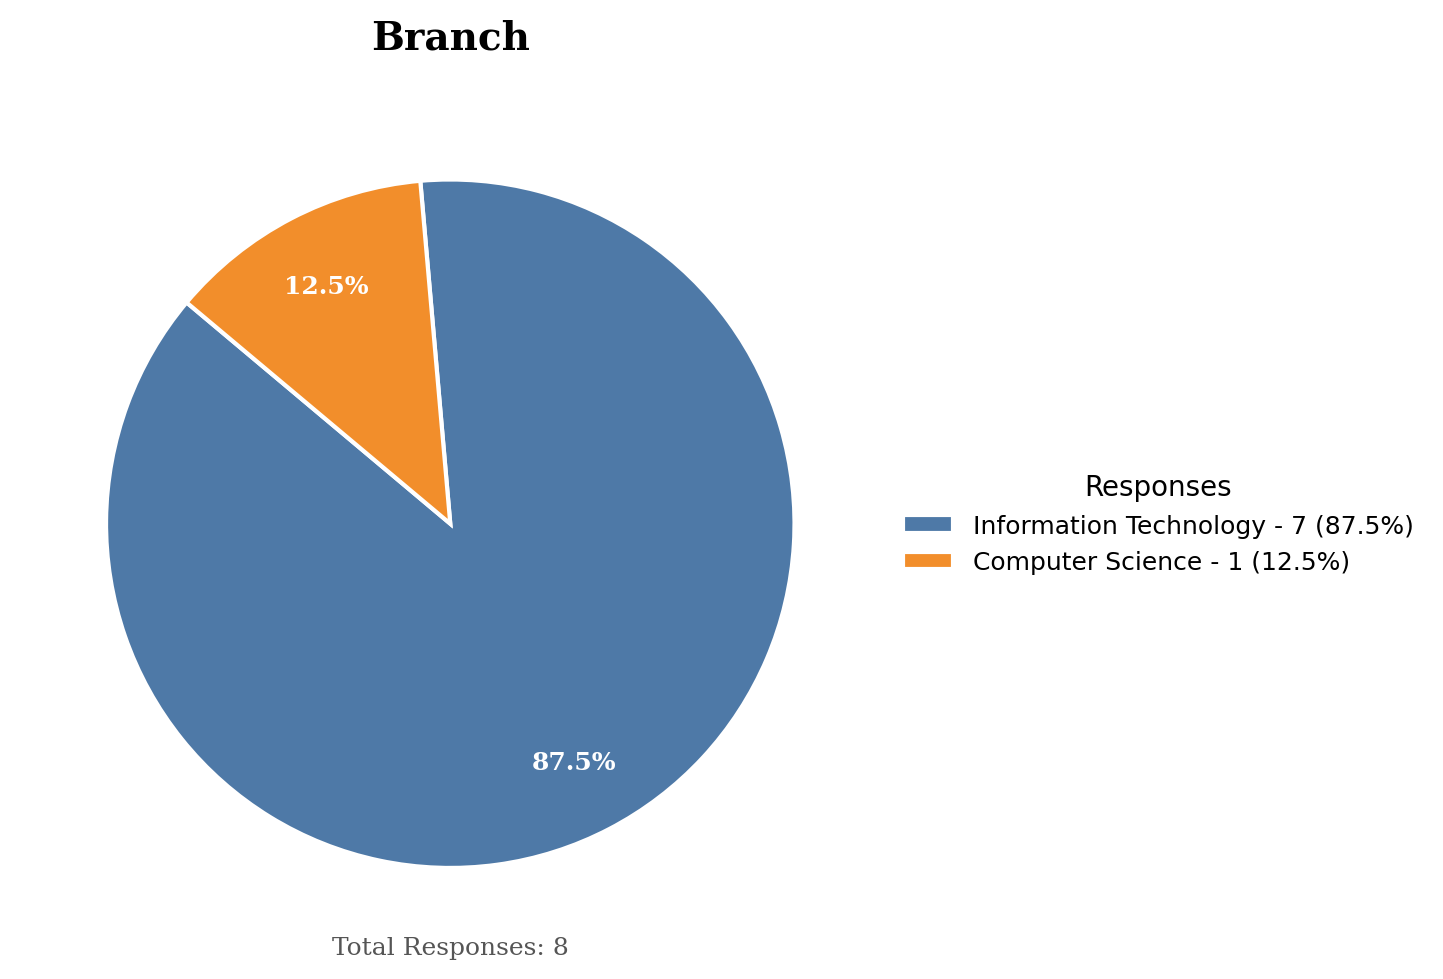 Branch
12.5%
87.5%
Responses
Information Technology - 7 (87.5%)
Computer Science - 1 (12.5%)
Total Responses: 8